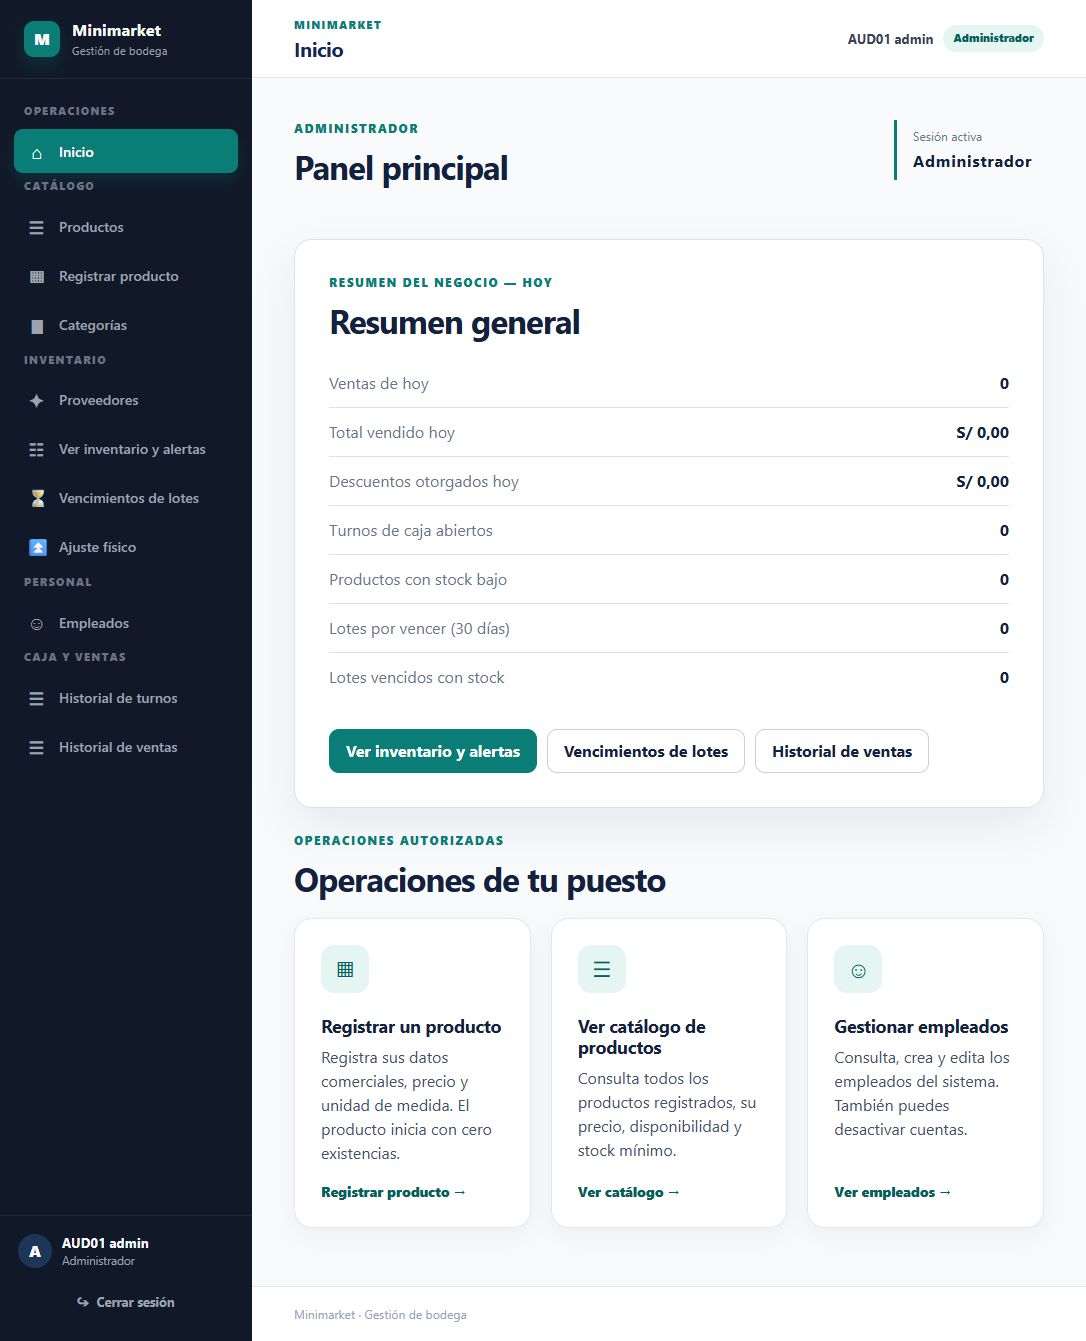 M
Minimarket
Gestión de bodega
OPERACIONES
Inicio
CATÁLOGO
Productos
Registrar producto
Categorías
INVENTARIO
Proveedores
Ver inventario y alertas
Vencimientos de lotes
Ajuste físico
PERSONAL
Empleados
CAJA Y VENTAS
Historial de turnos
Historial de ventas
A
AUD01 admin
Administrador
Cerrar sesión
MINIMARKET
Inicio
AUD01 admin
Administrador
ADMINISTRADOR
Panel principal
Sesión activa
Administrador
RESUMEN DEL NEGOCIO — HOY
Resumen general
Ventas de hoy 0
Total vendido hoy S/ 0,00
Descuentos otorgados hoy S/ 0,00
Turnos de caja abiertos 0
Productos con stock bajo 0
Lotes por vencer (30 días) 0
Lotes vencidos con stock 0
Ver inventario y alertas
Vencimientos de lotes
Historial de ventas
OPERACIONES AUTORIZADAS
Operaciones de tu puesto
Registrar un producto
Registra sus datos
comerciales, precio y
unidad de medida. El
producto inicia con cero
existencias.
Registrar producto →
Ver catálogo de
productos
Consulta todos los
productos registrados, su
precio, disponibilidad y
stock mínimo.
Ver catálogo →
Gestionar empleados
Consulta, crea y edita los
empleados del sistema.
También puedes
desactivar cuentas.
Ver empleados →
Minimarket · Gestión de bodega